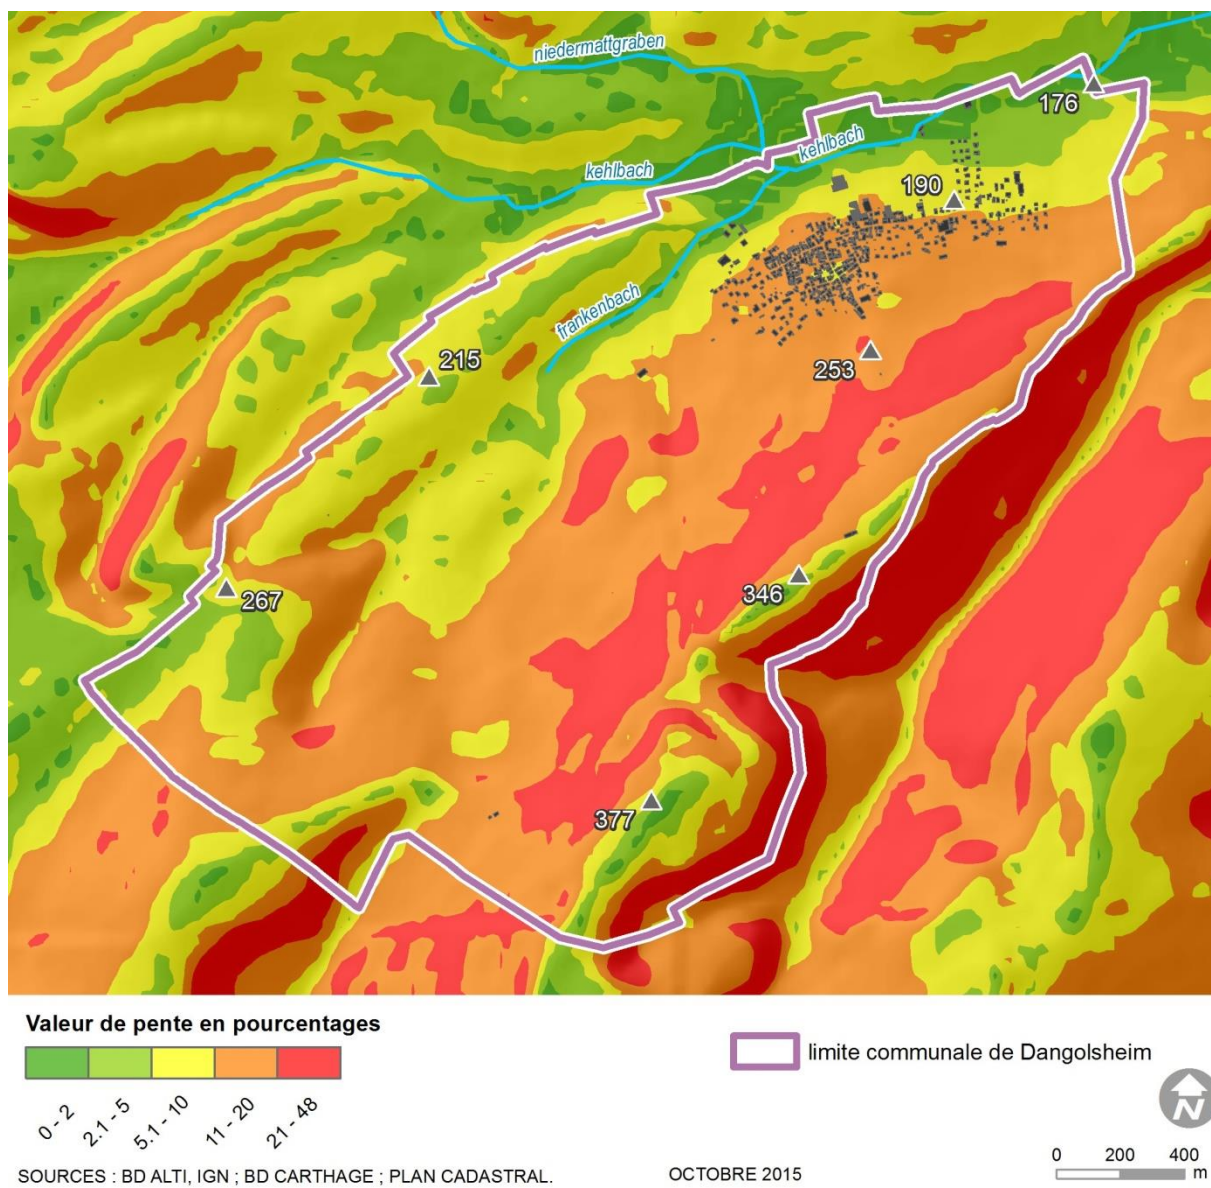 niedermattgraben
176
kehlbach
kehlbach
190
frankenbach
215
253
267
346
377
Valeur de pente en pourcentages
limite communale de Dangolsheim
0 - 2
2.1 - 5
5.1 - 10
11 - 20
21 - 48
N
0 200 400
m
SOURCES : BD ALTI, IGN ; BD CARTHAGE ; PLAN CADASTRAL.
OCTOBRE 2015